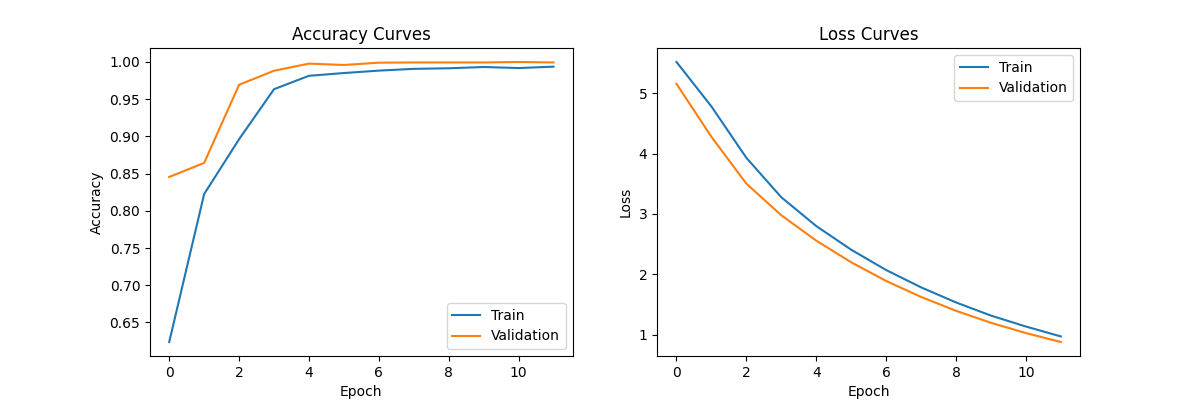 Accuracy Curves
Accuracy
1.00
0.95
0.90
0.85
0.80
0.75
0.70
0.65
0 2 4 6 8 10
Epoch
Train
Validation
Loss Curves
Loss
5
4
3
2
1
0 2 4 6 8 10
Epoch
Train
Validation